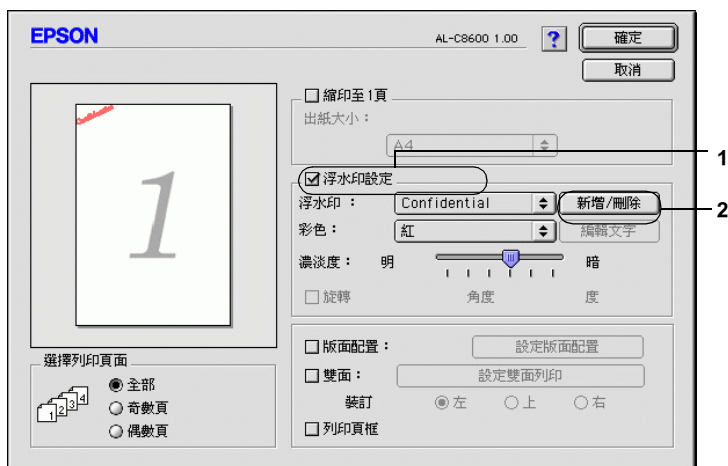 EPSON
AL-C8600 1.00
?
確定
取消
縮印至1頁
出紙大小：
A4
1
浮水印設定
浮水印： Confidential 新增/刪除
2
彩色： 紅 編輯文字
濃淡度： 明 暗
旋轉 角度 度
Confidential
1
版面配置： 設定版面配置
雙面： 設定雙面列印
裝訂 左 上 右
列印頁框
選擇列印頁面
1 2 3 4
全部
奇數頁
偶數頁